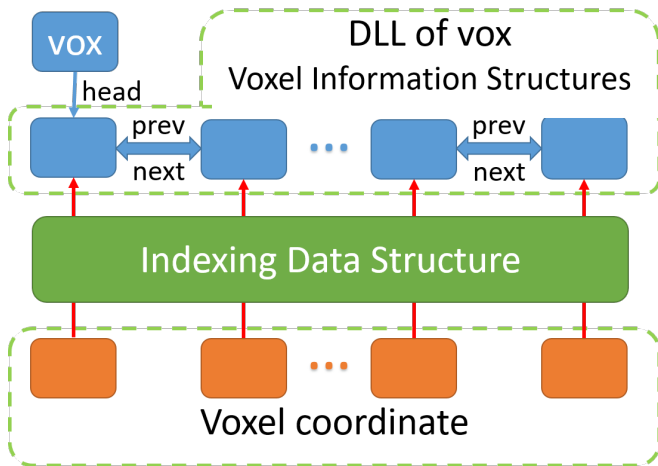 vox
DLL of vox
Voxel Information Structures
head
prev
next
...
prev
next
Indexing Data Structure
...
Voxel coordinate